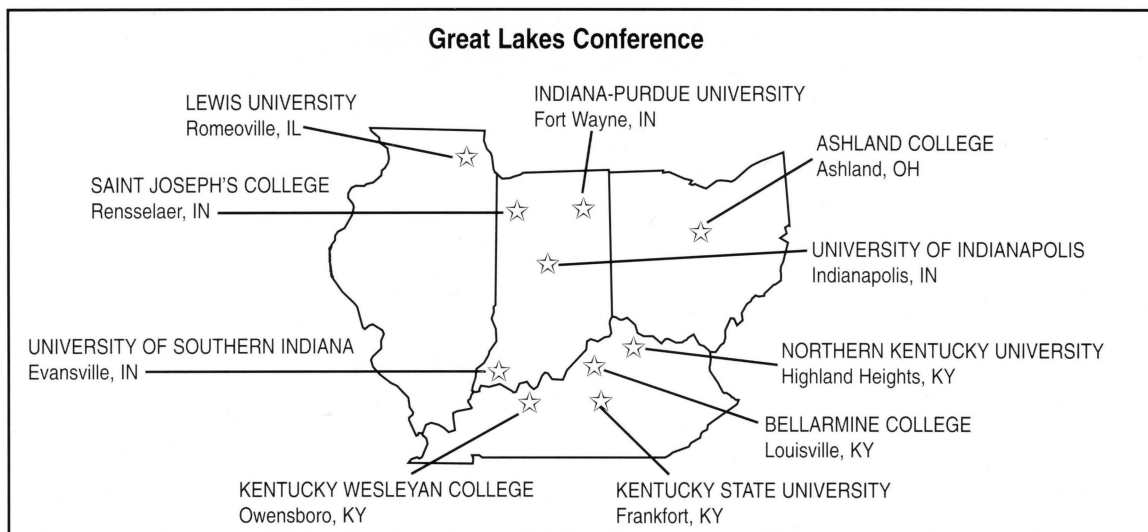 Great Lakes Conference
LEWIS UNIVERSITY
Romeoville, IL
INDIANA-PURDUE UNIVERSITY
Fort Wayne, IN
ASHLAND COLLEGE
Ashland, OH
SAINT JOSEPH'S COLLEGE
Rensselaer, IN
UNIVERSITY OF INDIANAPOLIS
Indianapolis, IN
UNIVERSITY OF SOUTHERN INDIANA
Evansville, IN
NORTHERN KENTUCKY UNIVERSITY
Highland Heights, KY
BELLARMINE COLLEGE
Louisville, KY
KENTUCKY WESLEYAN COLLEGE
Owensboro, KY
KENTUCKY STATE UNIVERSITY
Frankfort, KY